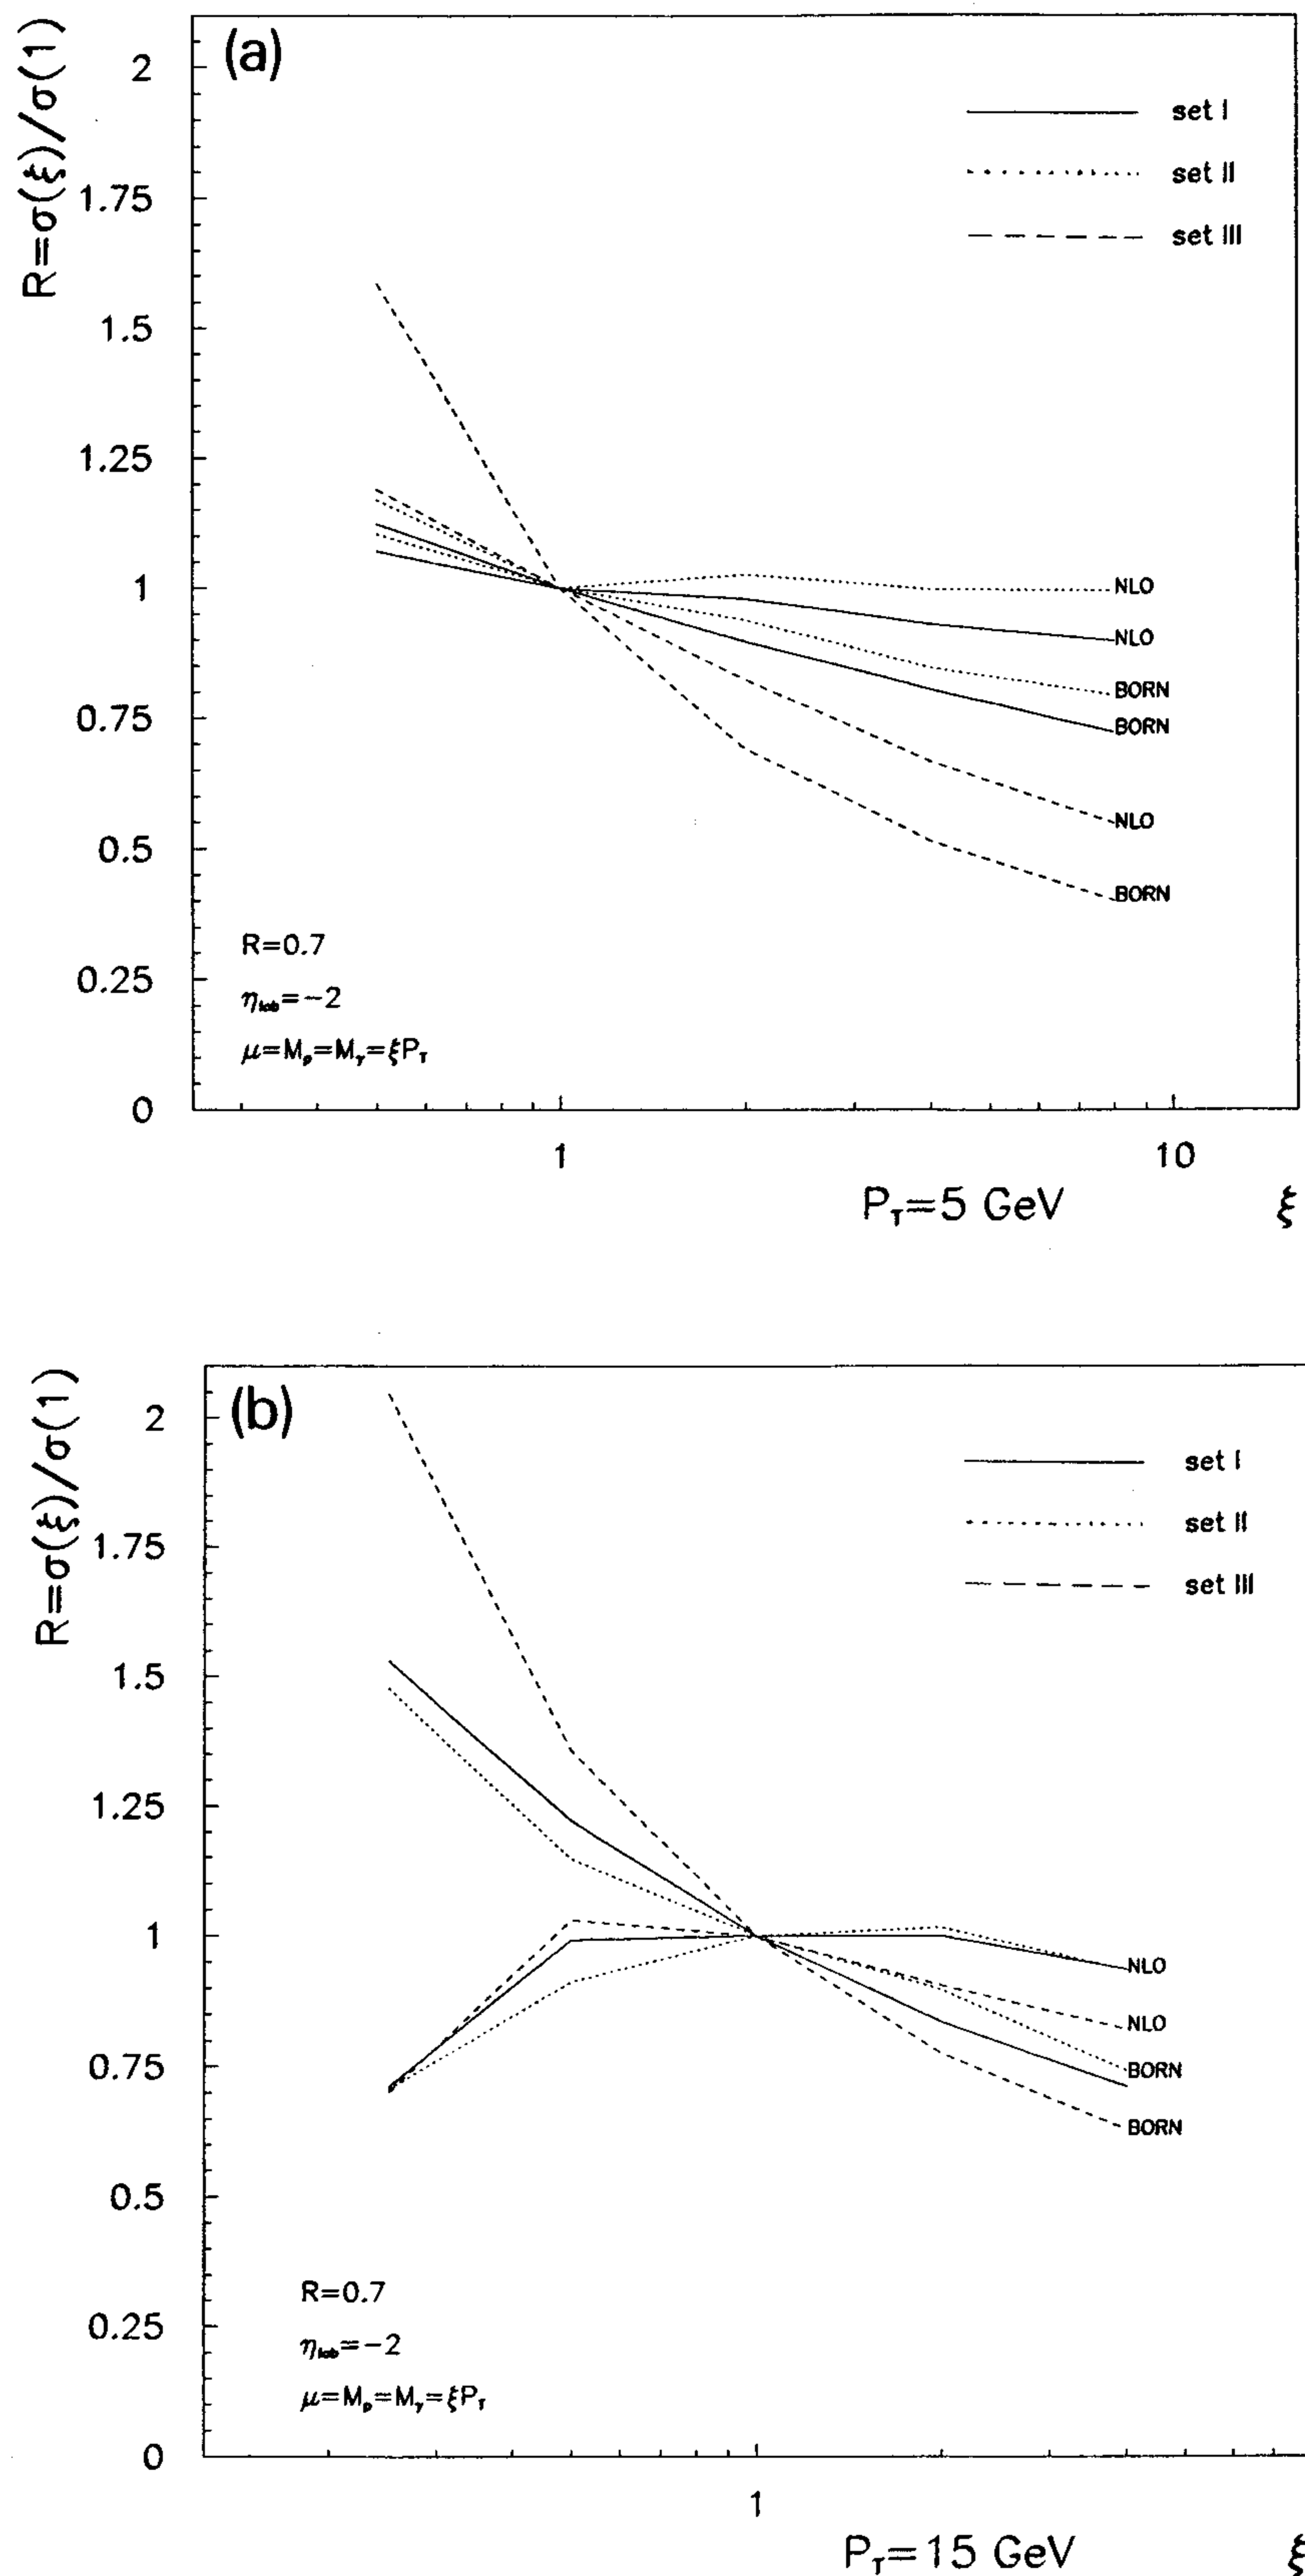 (a)
R=σ(ξ)/σ(1)
2
1.75
1.5
1.25
1
0.75
0.5
0.25
0
set I
set II
set III
NLO
NLO
BORN
BORN
NLO
BORN
R=0.7
η_lab=−2
μ=M_p=M_γ=ξP_T
1
10
P_T=5 GeV
ξ
(b)
R=σ(ξ)/σ(1)
2
1.75
1.5
1.25
1
0.75
0.5
0.25
0
set I
set II
set III
NLO
NLO
BORN
BORN
R=0.7
η_lab=−2
μ=M_p=M_γ=ξP_T
1
P_T=15 GeV
ξ